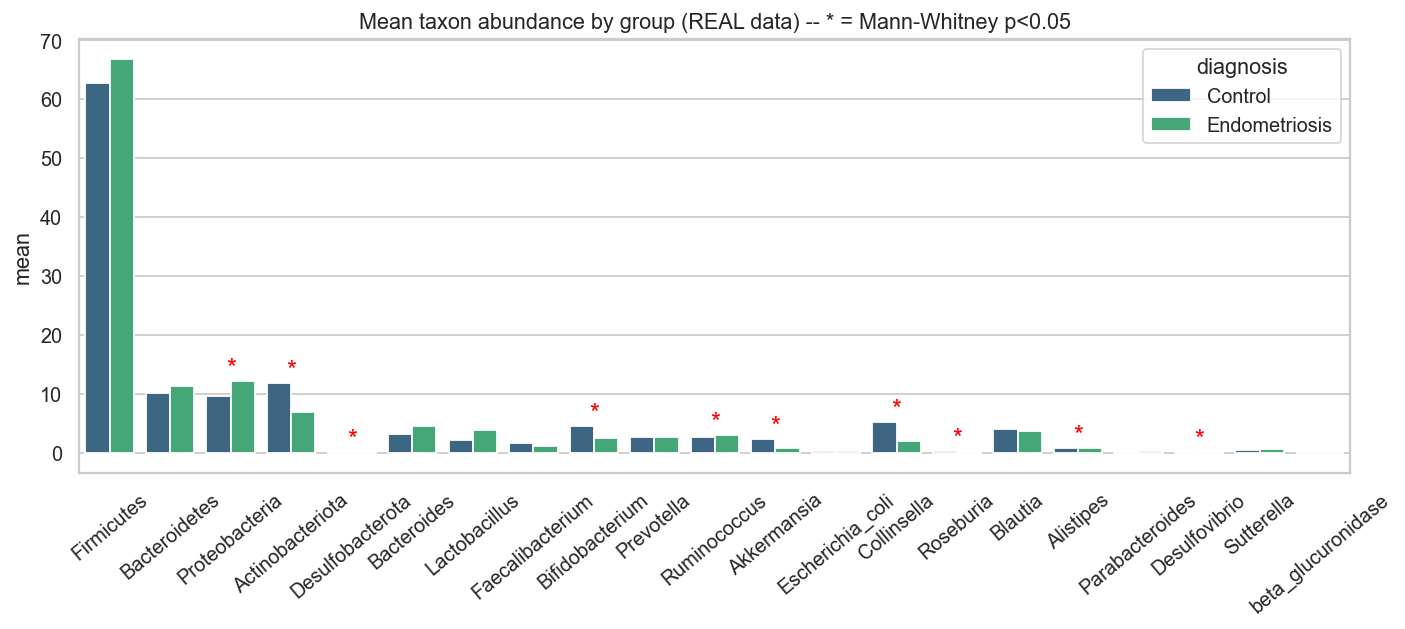 Mean taxon abundance by group (REAL data) -- * = Mann-Whitney p<0.05
70
60
50
40
30
20
10
0
mean
diagnosis
Control
Endometriosis
*
*
*
*
*
*
*
*
*
*
Firmicutes
Bacteroidetes
Proteobacteria
Actinobacteriota
Desulfobacterota
Bacteroides
Lactobacillus
Faecalibacterium
Bifidobacterium
Prevotella
Ruminococcus
Akkermansia
Escherichia_coli
Collinsella
Roseburia
Blautia
Alistipes
Parabacteroides
Desulfovibrio
Sutterella
beta_glucuronidase